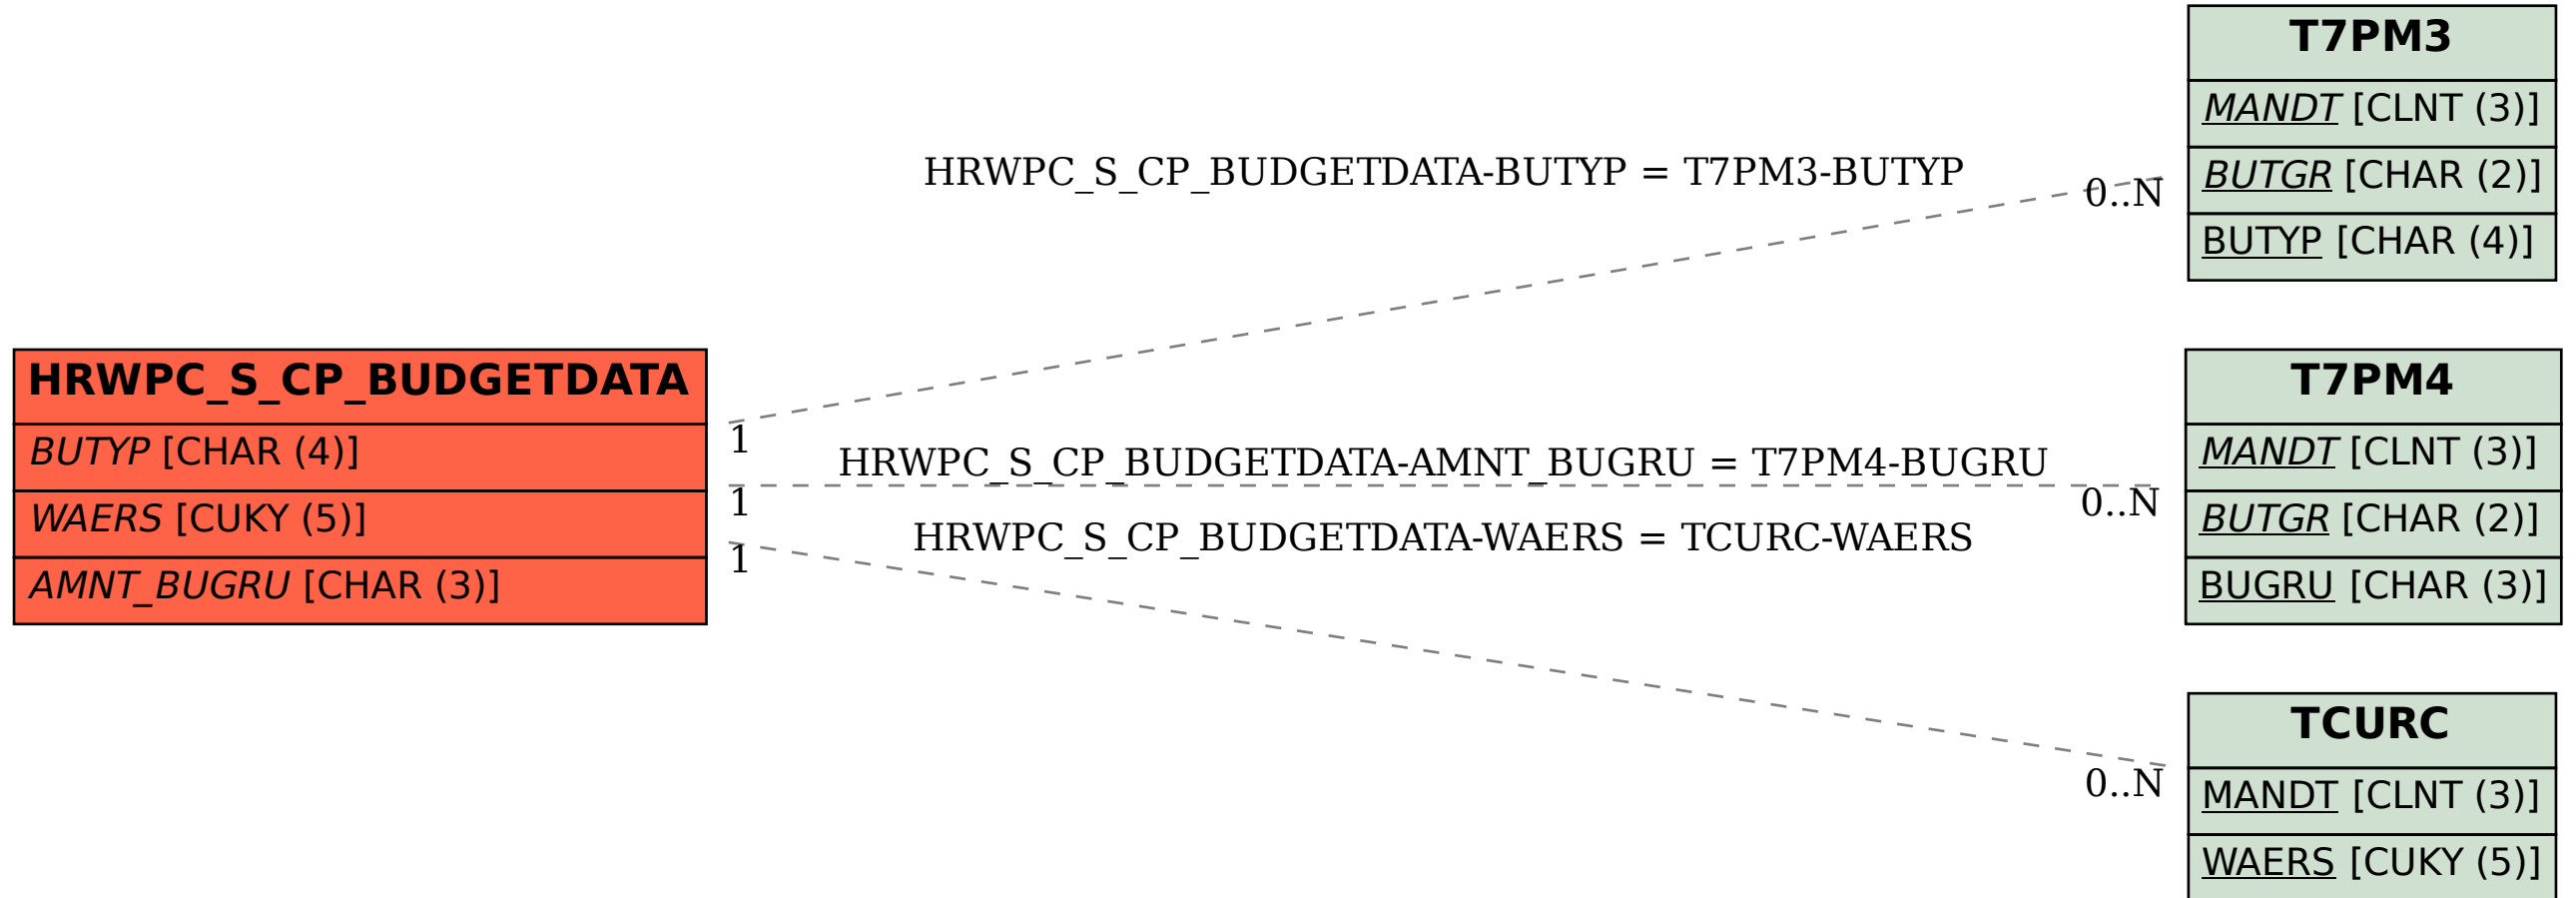 T7PM3
MANDT [CLNT (3)]
BUTGR [CHAR (2)]
BUTYP [CHAR (4)]
HRWPC_S_CP_BUDGETDATA-BUTYP = T7PM3-BUTYP
0..N
1
HRWPC_S_CP_BUDGETDATA
BUTYP [CHAR (4)]
WAERS [CUKY (5)]
AMNT_BUGRU [CHAR (3)]
HRWPC_S_CP_BUDGETDATA-AMNT_BUGRU = T7PM4-BUGRU
1
0..N
HRWPC_S_CP_BUDGETDATA-WAERS = TCURC-WAERS
1
0..N
T7PM4
MANDT [CLNT (3)]
BUTGR [CHAR (2)]
BUGRU [CHAR (3)]
TCURC
MANDT [CLNT (3)]
WAERS [CUKY (5)]